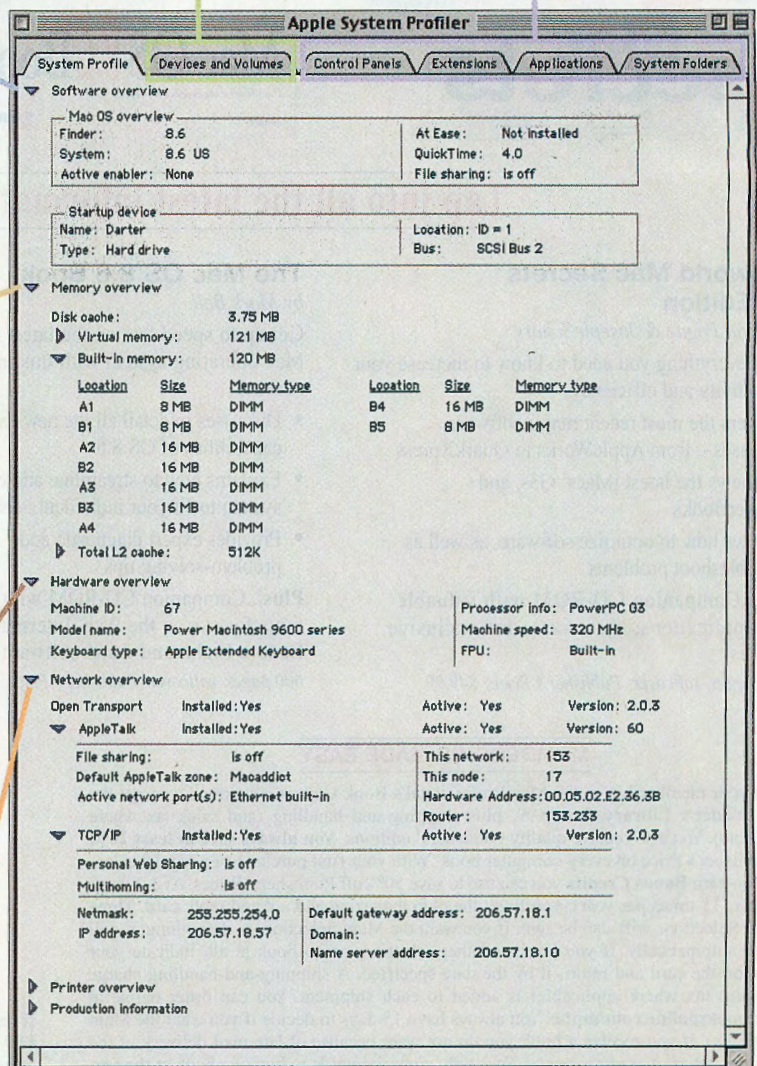 Apple System Profiler
System Profile
Devices and Volumes
Control Panels
Extensions
Applications
System Folders
Software overview
Mac OS overview
Finder: 8.6
System: 8.6 US
Active enabler: None
At Ease: Not installed
QuickTime: 4.0
File sharing: is off
Startup device
Name: Darter
Type: Hard drive
Location: ID = 1
Bus: SCSI Bus 2
Memory overview
Disk cache: 3.75 MB
Virtual memory: 121 MB
Built-in memory: 120 MB
Location Size Memory type
A1 8 MB DIMM
B1 8 MB DIMM
A2 16 MB DIMM
B2 16 MB DIMM
A3 16 MB DIMM
B3 16 MB DIMM
A4 16 MB DIMM
Location Size Memory type
B4 16 MB DIMM
B5 8 MB DIMM
Total L2 cache: 512K
Hardware overview
Machine ID: 67
Model name: Power Macintosh 9600 series
Keyboard type: Apple Extended Keyboard
Processor info: PowerPC 03
Machine speed: 320 MHz
FPU: Built-in
Network overview
Open Transport Installed: Yes Active: Yes Version: 2.0.3
AppleTalk Installed: Yes Active: Yes Version: 60
File sharing: is off
Default AppleTalk zone: Macaddict
Active network port(s): Ethernet built-in
This network: 153
This node: 17
Hardware Address: 00.05.02.E2.36.3B
Router: 153.233
TCP/IP Installed: Yes Active: Yes Version: 2.0.3
Personal Web Sharing: is off
Multihoming: is off
Netmask: 255.255.254.0
IP address: 206.57.18.57
Default gateway address: 206.57.18.1
Domain:
Name server address: 206.57.18.10
Printer overview
Production information